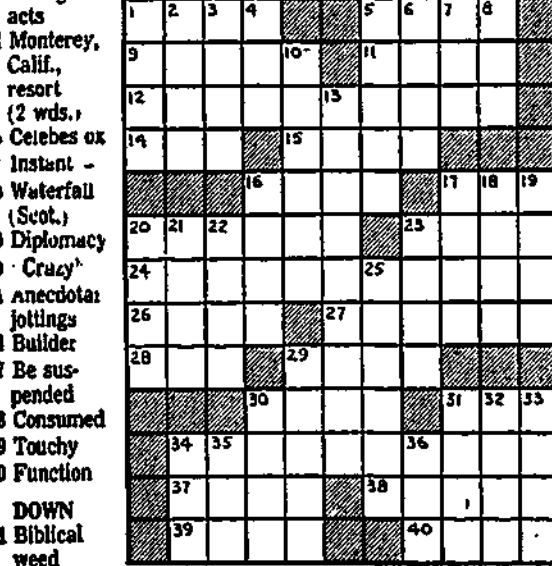 acts
Monterey,
Calif.,
resort
(2 wds.)
Celebes ox
Instant -
Waterfall
(Scot.)
Diplomacy
Crazy"
Anecdotal
jottings
Builder
Be sus-
pended
Consumed
Touchy
Function
DOWN
Biblical
weed
1 2 3 4 5 6 7 8
9 10 11
12 13
14 15
16 17 18 19
20 21 22 23
24 25
26 27
28 29
30 31 32 33
34 35 36
37 38
39 40